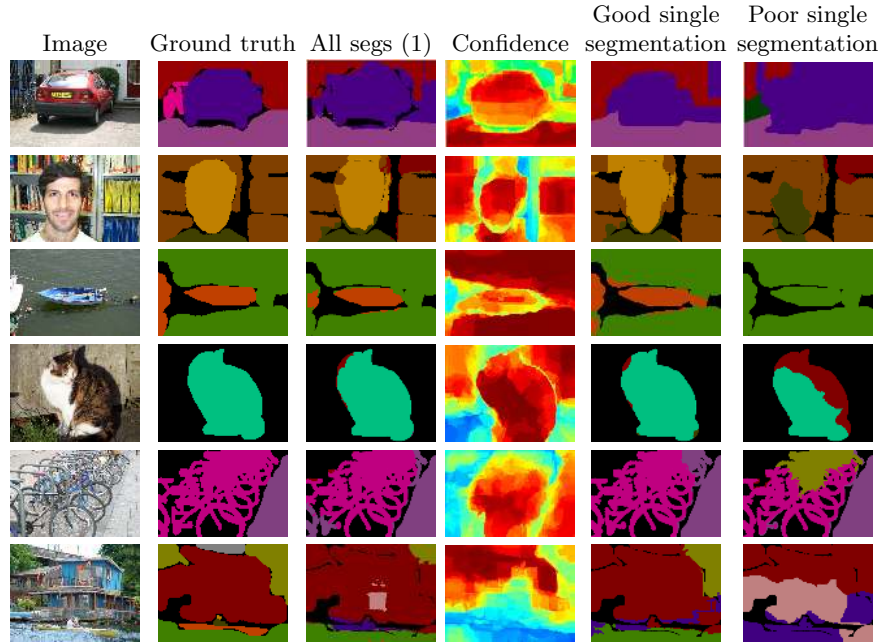 Image
Ground truth
All segs (1)
Confidence
Good single
segmentation
Poor single
segmentation